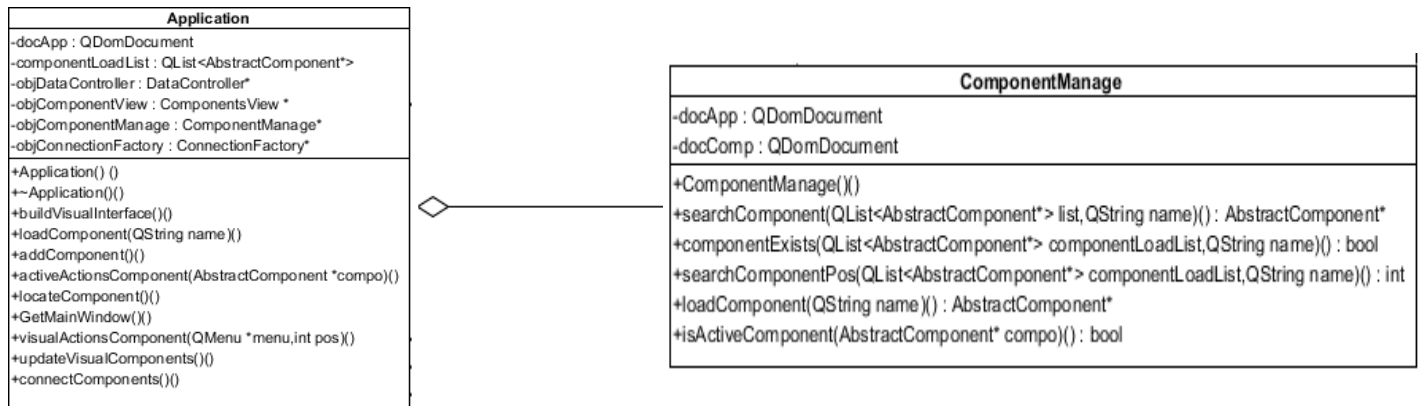 Application
-docApp : QDomDocument
-componentLoadList : QList<AbstractComponent*>
-objDataController : DataController*
-objComponentView : ComponentsView *
-objComponentManage : ComponentManage*
-objConnectionFactory : ConnectionFactory*
+Application() ()
+~Application()()
+buildVisualInterface()()
+loadComponent(QString name)()
+addComponent()()
+activeActionsComponent(AbstractComponent *compo)()
+locateComponent()()
+GetMainWindow()()
+visualActionsComponent(QMenu *menu,int pos)()
+updateVisualComponents()()
+connectComponents()()
ComponentManage
-docApp : QDomDocument
-docComp : QDomDocument
+ComponentManage()()
+searchComponent(QList<AbstractComponent*> list,QString name)() : AbstractComponent*
+componentExists(QList<AbstractComponent*> componentLoadList,QString name)() : bool
+searchComponentPos(QList<AbstractComponent*> componentLoadList,QString name)() : int
+loadComponent(QString name)() : AbstractComponent*
+isActiveComponent(AbstractComponent* compo)() : bool